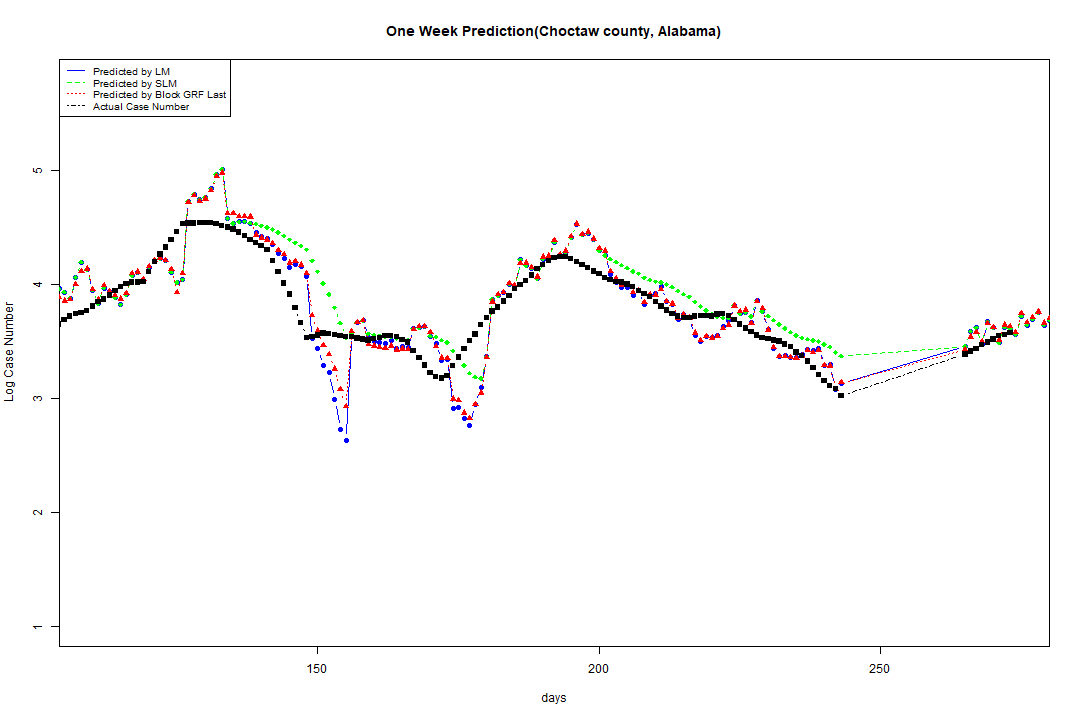 One Week Prediction(Choctaw county, Alabama)
Predicted by LM
Predicted by SLM
Predicted by Block GRF Last
Actual Case Number
5
4
3
2
1
Log Case Number
150
200
250
days